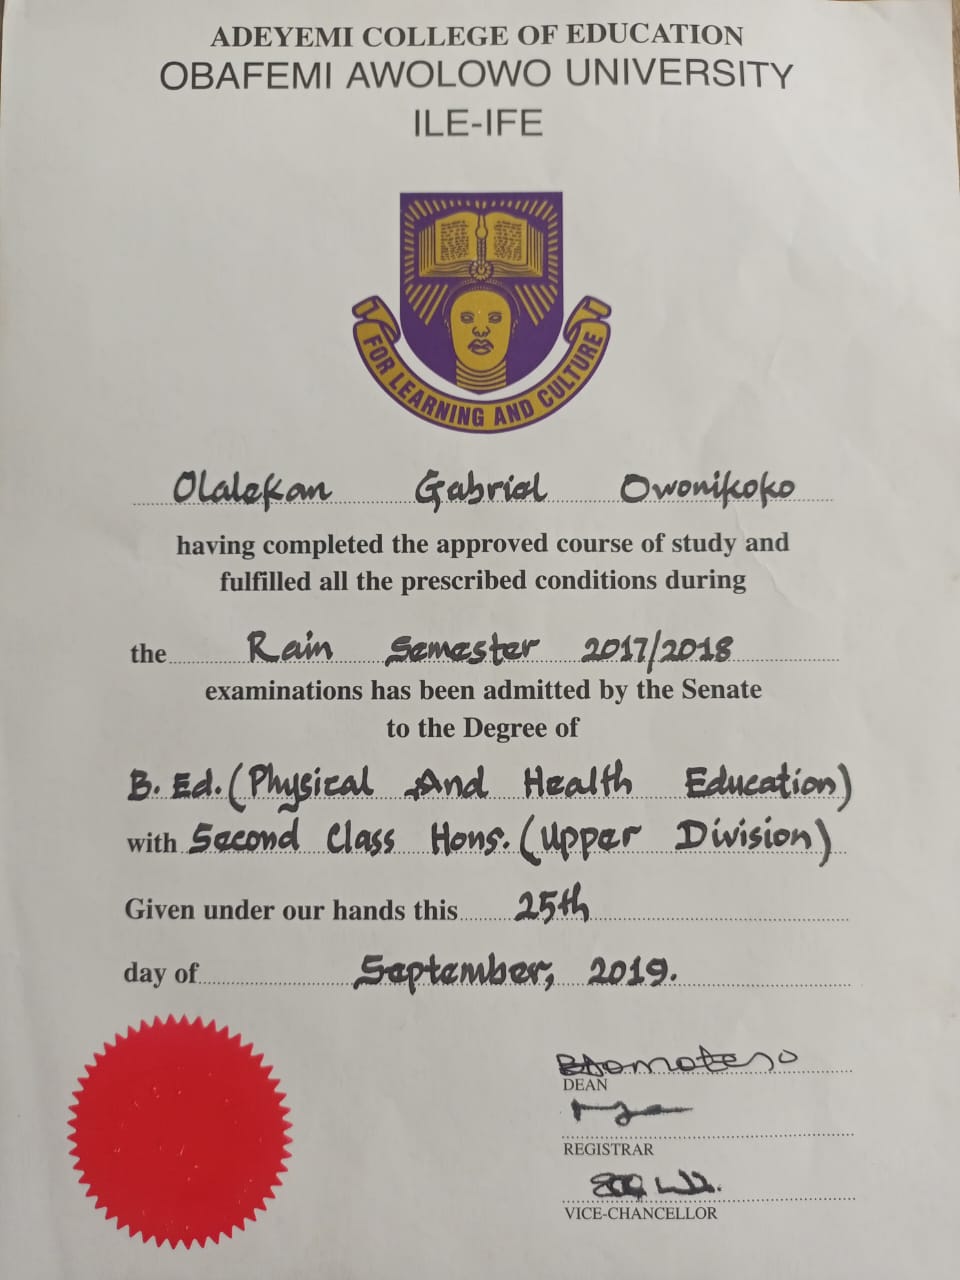 ADEYEMI COLLEGE OF EDUCATION
OBAFEMI AWOLOWO UNIVERSITY
ILE-IFE
FOR LEARNING AND CULTURE
Olalekan Gabriel Owonikoko
having completed the approved course of study and
fulfilled all the prescribed conditions during
the Rain Semester 2017/2018
examinations has been admitted by the Senate
to the Degree of
B. Ed. (Physical And Health Education)
with Second Class Hons. (Upper Division)
Given under our hands this 25th
day of September, 2019.
DEAN
REGISTRAR
VICE-CHANCELLOR